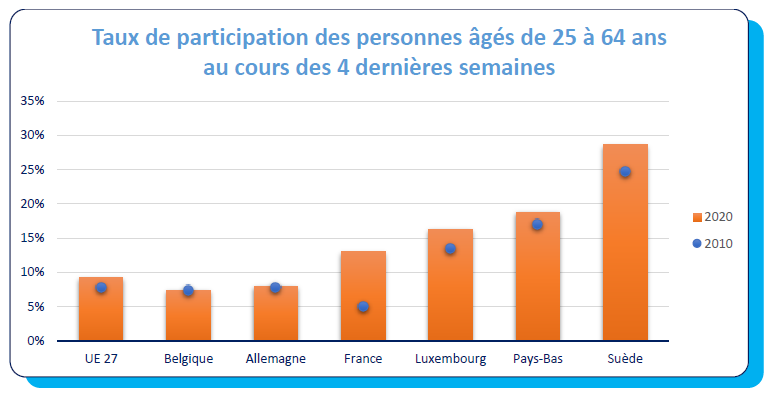 Taux de participation des personnes âgés de 25 à 64 ans
au cours des 4 dernières semaines
35%
30%
25%
20%
15%
10%
5%
0%
UE 27
Belgique
Allemagne
France
Luxembourg
Pays-Bas
Suède
2020
2010